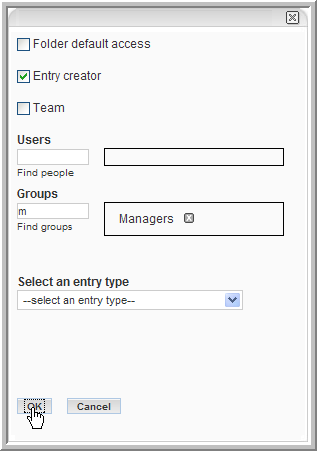 Folder default access
Entry creator
Team
Users
Find people
Groups
m
Find groups
Managers
Select an entry type
--select an entry type--
OK
Cancel